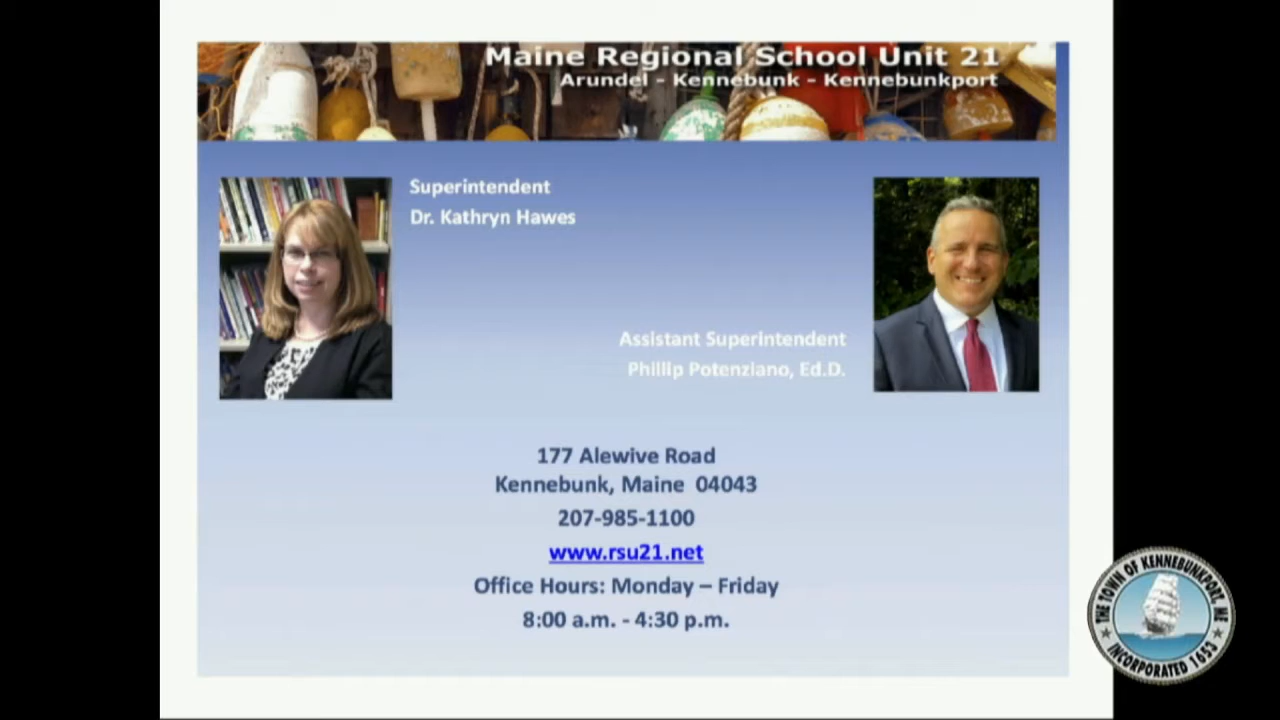 Maine Regional School Unit 21
Arundel - Kennebunk - Kennebunkport
Superintendent
Dr. Kathryn Hawes
Assistant Superintendent
Phillip Potenziano, Ed.D.
177 Alewive Road
Kennebunk, Maine 04043
207-985-1100
www.rsu21.net
Office Hours: Monday – Friday
8:00 a.m. - 4:30 p.m.
THE TOWN OF KENNEBUNKPORT, ME
INCORPORATED 1653